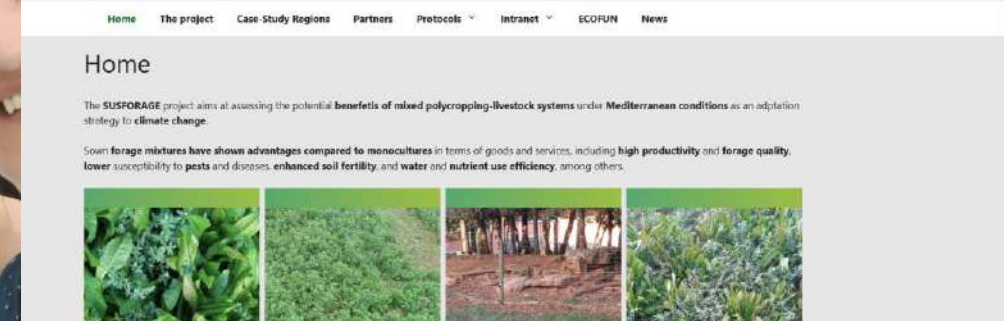 Home The project Case-Study Regions Partners Protocols Intranet ECOFUN News
Home
The SUSFORAGE project aims at assessing the potential benefetis of mixed polycropping-livestock systems under Mediterranean conditions as an adptation
strategy to climate change.
Sown forage mixtures have shown advantages compared to monocultures in terms of goods and services, including high productivity and forage quality,
lower susceptibility to pests and diseases, enhanced soil fertility, and water and nutrient use efficiency, among others.